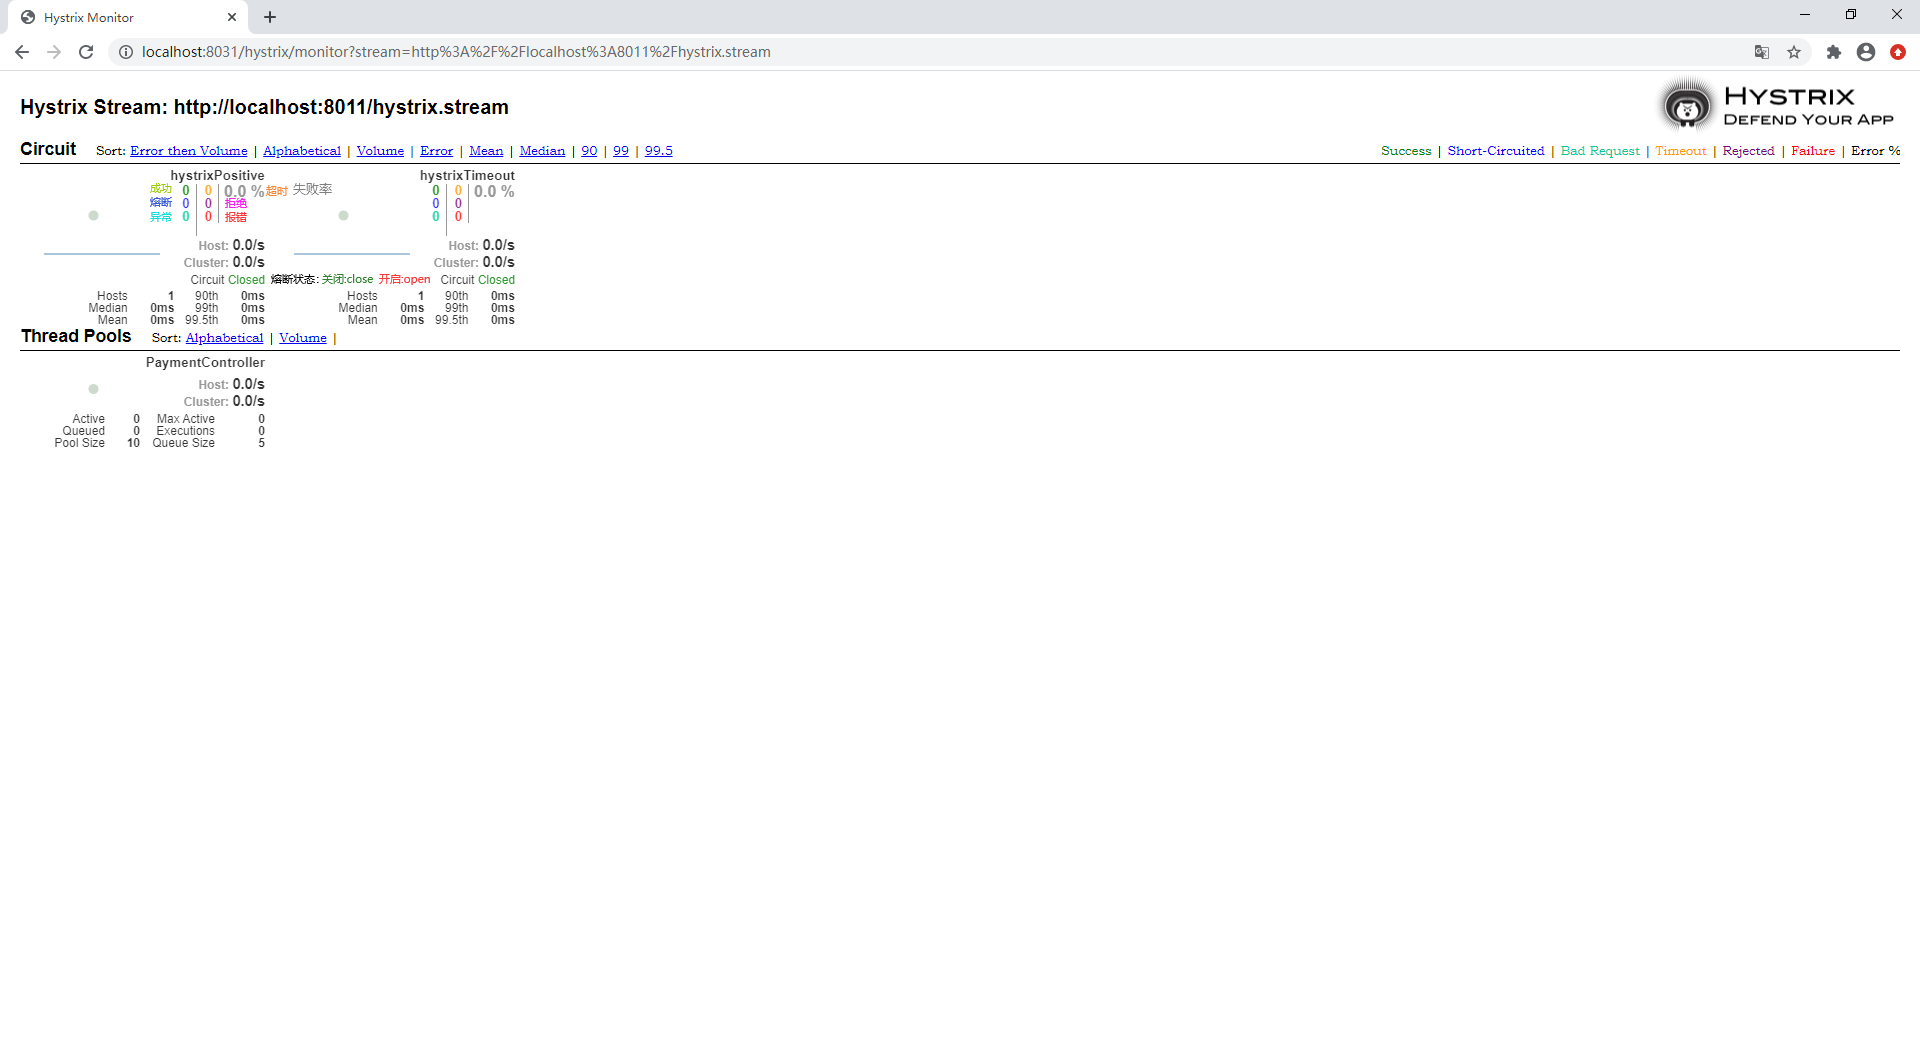 Hystrix Monitor
localhost:8031/hystrix/monitor?stream=http%3A%2F%2Flocalhost%3A8011%2Fhystrix.stream
Hystrix Stream: http://localhost:8011/hystrix.stream
HYSTRIX
DEFEND YOUR APP
Circuit Sort: Error then Volume | Alphabetical | Volume | Error | Mean | Median | 90 | 99 | 99.5
Success | Short-Circuited | Bad Request | Timeout | Rejected | Failure | Error %
hystrixPositive hystrixTimeout
成功 0 0 0.0 % 超时 失败率 0 0 0.0 %
熔断 0 0 拒绝 0 0
异常 0 0 报错 0 0
Host: 0.0/s Host: 0.0/s
Cluster: 0.0/s Cluster: 0.0/s
Circuit Closed 熔断状态: 关闭:close 开启:open Circuit Closed
Hosts 1 90th 0ms Hosts 1 90th 0ms
Median 0ms 99th 0ms Median 0ms 99th 0ms
Mean 0ms 99.5th 0ms Mean 0ms 99.5th 0ms
Thread Pools Sort: Alphabetical | Volume |
PaymentController
Host: 0.0/s
Cluster: 0.0/s
Active 0 Max Active 0
Queued 0 Executions 0
Pool Size 10 Queue Size 5